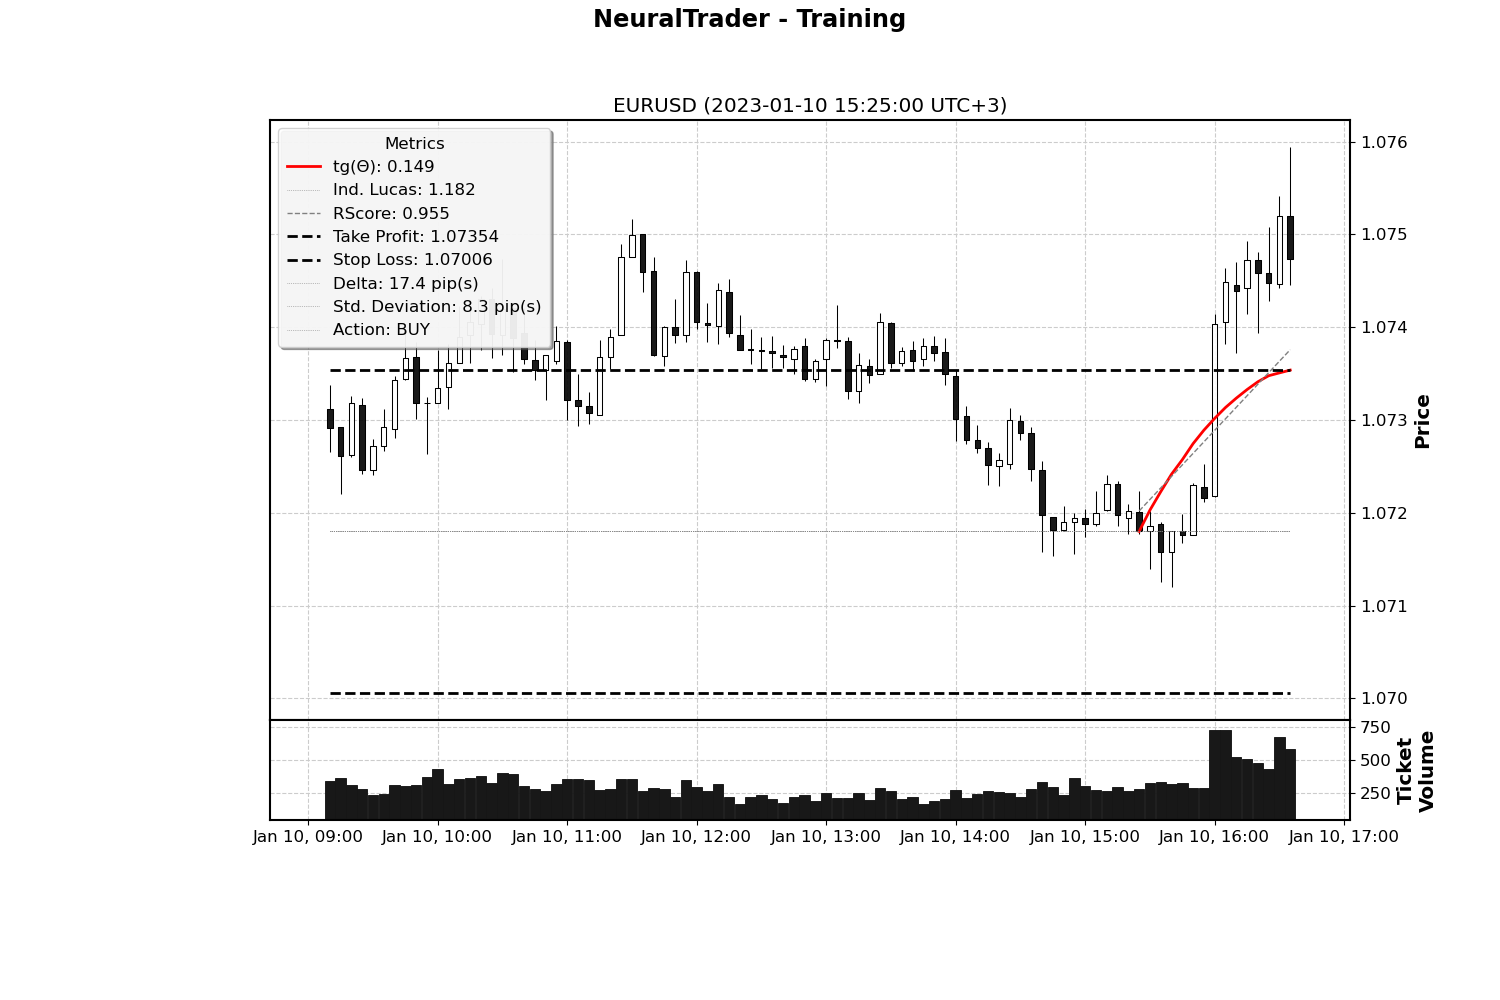 NeuralTrader - Training
EURUSD (2023-01-10 15:25:00 UTC+3)
Metrics
tg(Θ): 0.149
Ind. Lucas: 1.182
RScore: 0.955
Take Profit: 1.07354
Stop Loss: 1.07006
Delta: 17.4 pip(s)
Std. Deviation: 8.3 pip(s)
Action: BUY
1.076
1.075
1.074
1.073
1.072
1.071
1.070
Price
750
500
250
Ticket
Volume
Jan 10, 09:00
Jan 10, 10:00
Jan 10, 11:00
Jan 10, 12:00
Jan 10, 13:00
Jan 10, 14:00
Jan 10, 15:00
Jan 10, 16:00
Jan 10, 17:00